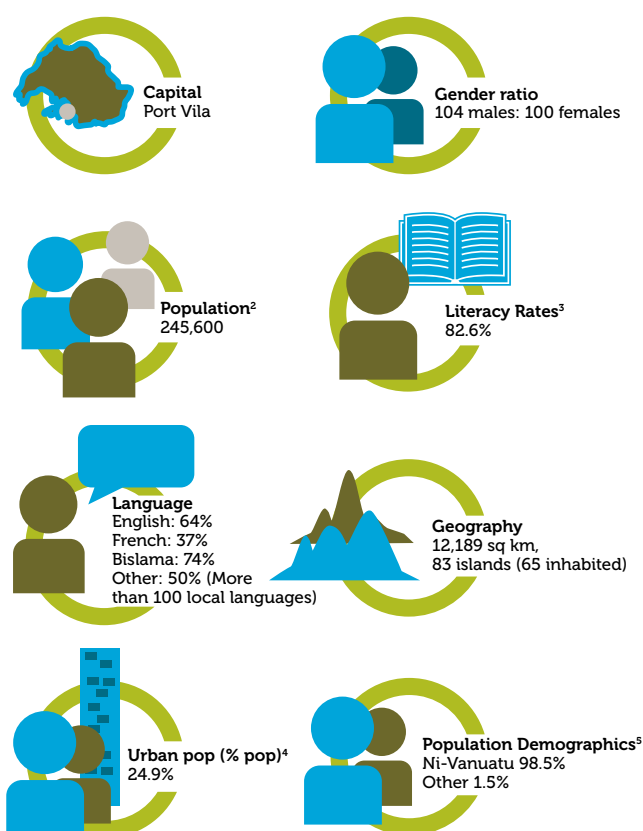 Capital
Port Vila
Gender ratio
104 males: 100 females
Population²
245,600
Literacy Rates³
82.6%
Language
English: 64%
French: 37%
Bislama: 74%
Other: 50% (More
than 100 local languages)
Geography
12,189 sq km,
83 islands (65 inhabited)
Urban pop (% pop)⁴
24.9%
Population Demographics⁵
Ni-Vanuatu 98.5%
Other 1.5%